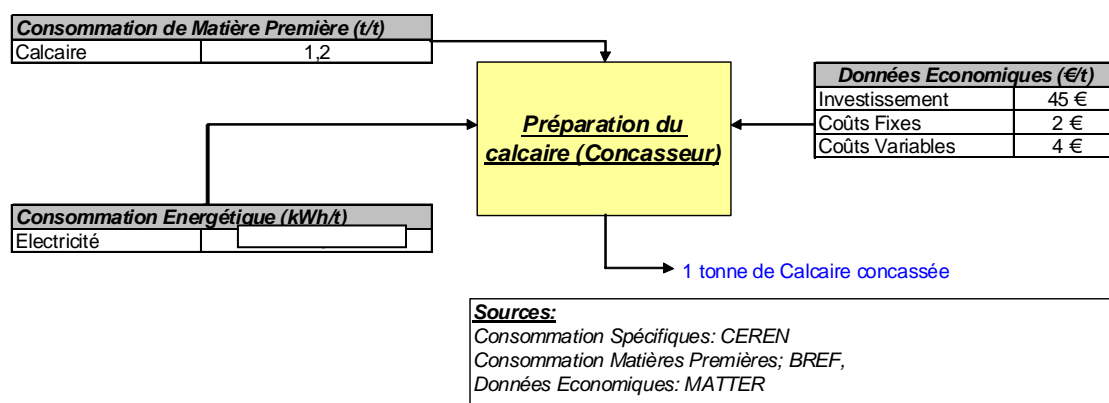 Consommation de Matière Première (t/t)
Calcaire 1,2
Données Economiques (€/t)
Investissement 45 €
Coûts Fixes 2 €
Coûts Variables 4 €
Préparation du
calcaire (Concasseur)
Consommation Energétique (kWh/t)
Electricité
1 tonne de Calcaire concassée
Sources:
Consommation Spécifiques: CEREN
Consommation Matières Premières; BREF,
Données Economiques: MATTER